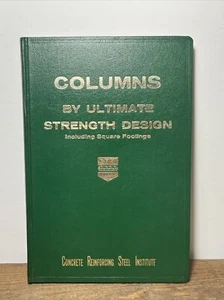 COLUMNS
BY ULTIMATE
STRENGTH DESIGN
Including Square Footings
CONCRETE REINFORCING STEEL INSTITUTE